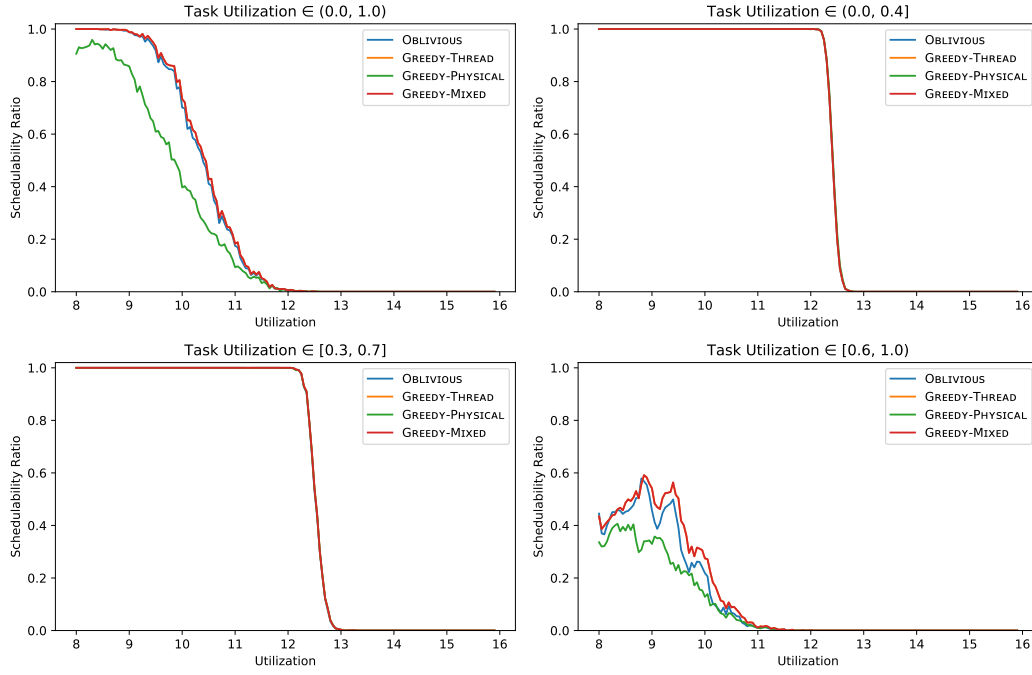 Task Utilization ∈ (0.0, 1.0)
Schedulability Ratio
1.0
0.8
0.6
0.4
0.2
0.0
Oblivious
Greedy-Thread
Greedy-Physical
Greedy-Mixed
8 9 10 11 12 13 14 15 16
Utilization
Task Utilization ∈ (0.0, 0.4]
Schedulability Ratio
1.0
0.8
0.6
0.4
0.2
0.0
Oblivious
Greedy-Thread
Greedy-Physical
Greedy-Mixed
8 9 10 11 12 13 14 15 16
Utilization
Task Utilization ∈ [0.3, 0.7]
Schedulability Ratio
1.0
0.8
0.6
0.4
0.2
0.0
Oblivious
Greedy-Thread
Greedy-Physical
Greedy-Mixed
8 9 10 11 12 13 14 15 16
Utilization
Task Utilization ∈ [0.6, 1.0)
Schedulability Ratio
1.0
0.8
0.6
0.4
0.2
0.0
Oblivious
Greedy-Thread
Greedy-Physical
Greedy-Mixed
8 9 10 11 12 13 14 15 16
Utilization